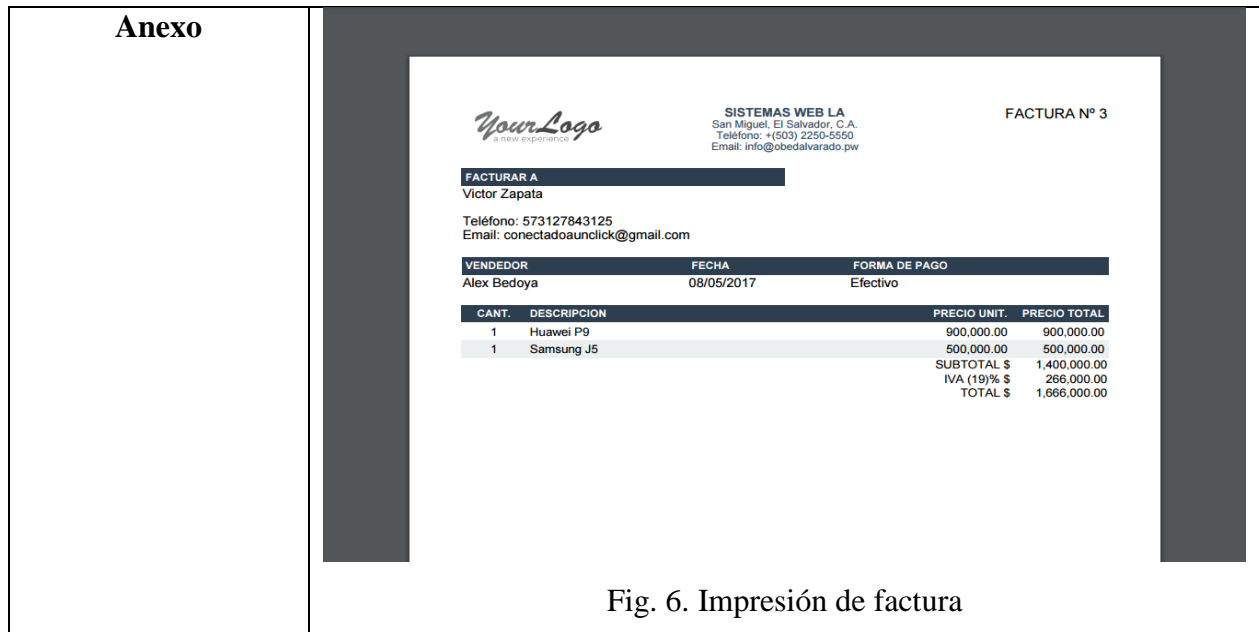 Anexo
YourLogo
a new experience
SISTEMAS WEB LA
San Miguel, El Salvador, C.A.
Teléfono: +(503) 2250-5550
Email: info@obedalvarado.pw
FACTURA Nº 3
FACTURAR A
Victor Zapata
Teléfono: 573127843125
Email: conectadoaunclick@gmail.com
VENDEDOR FECHA FORMA DE PAGO
Alex Bedoya 08/05/2017 Efectivo
CANT. DESCRIPCION PRECIO UNIT. PRECIO TOTAL
1 Huawei P9 900,000.00 900,000.00
1 Samsung J5 500,000.00 500,000.00
SUBTOTAL $ 1,400,000.00
IVA (19)% $ 266,000.00
TOTAL $ 1,666,000.00
Fig. 6. Impresión de factura